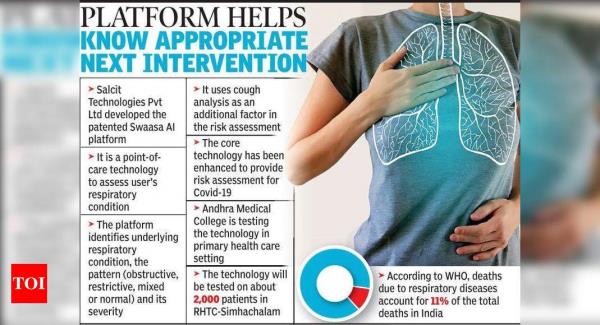 PLATFORM HELPS
KNOW APPROPRIATE
NEXT INTERVENTION
➤ Salcit
Technologies Pvt
Ltd developed the
patented Swaasa AI
platform
➤ It is a point-of-
care technology
to assess user's
respiratory
condition
➤ The platform
identifies underlying
respiratory
condition, the
pattern (obstructive,
restrictive, mixed
or normal) and its
severity
➤ It uses cough
analysis as an
additional factor in
the risk assessment
➤ The core
technology has been
enhanced to provide
risk assessment for
Covid-19
➤ Andhra Medical
College is testing
the technology in
primary health care
setting
➤ The technology will
be tested on about
2,000 patients in
RHTC-Simhachalam
➤ According to WHO, deaths
due to respiratory diseases
account for 11% of the total
deaths in India
TOI